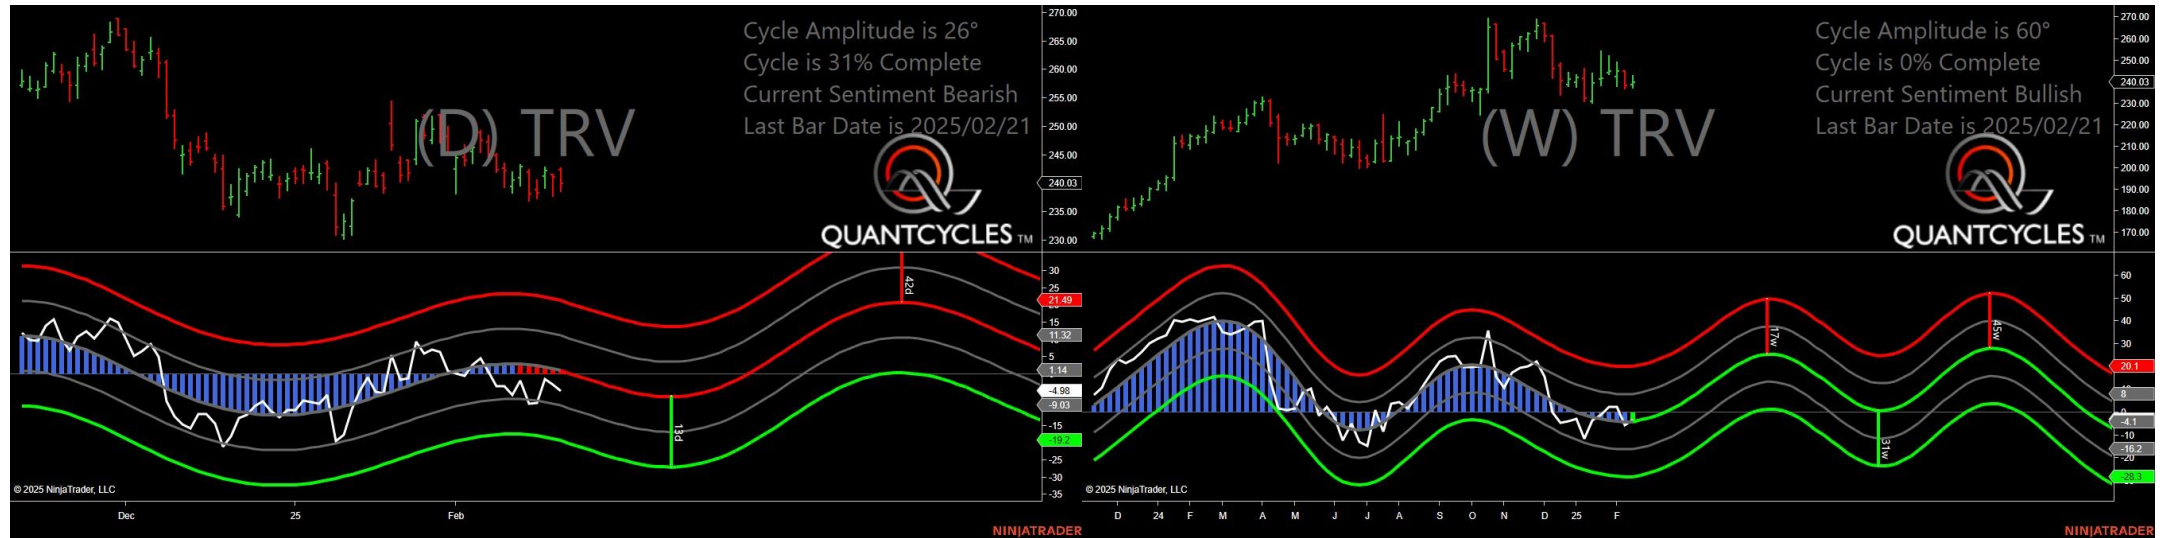 Cycle Amplitude is 26°
Cycle is 31% Complete
Current Sentiment Bearish
Last Bar Date is 2025/02/21
(D) TRV
QUANTCYCLES TM
270.00
265.00
260.00
255.00
250.00
245.00
240.03
235.00
230.00
42d
13d
30
25
21.49
15
11.32
5
1.14
-4.98
-9.03
-15
-19.2
-25
-30
-35
© 2025 NinjaTrader, LLC
Dec
25
Feb
NINJATRADER
Cycle Amplitude is 60°
Cycle is 0% Complete
Current Sentiment Bullish
Last Bar Date is 2025/02/21
(W) TRV
QUANTCYCLES TM
270.00
260.00
250.00
240.03
230.00
220.00
210.00
200.00
190.00
180.00
170.00
17w
45w
31w
60
50
40
30
20.1
8
-4.1
-10
-16.2
-20
-28.3
© 2025 NinjaTrader, LLC
D
24
F
M
A
M
J
J
A
S
O
N
D
25
F
NINJATRADER